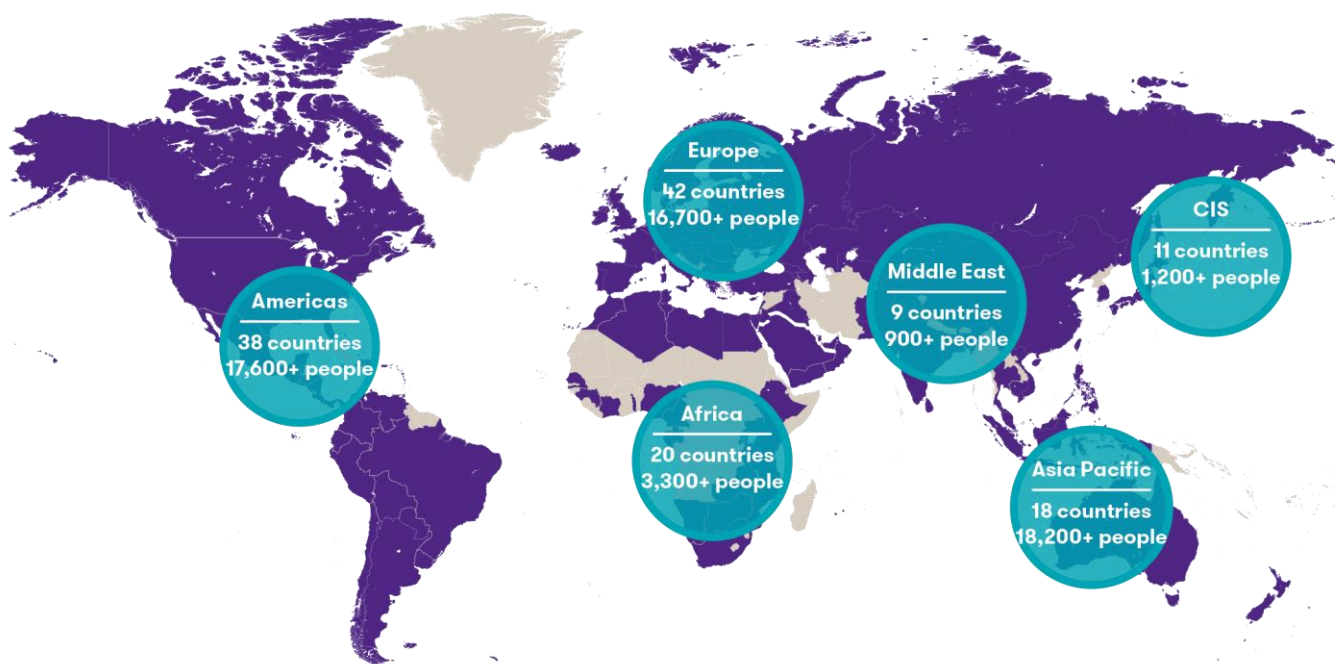 Europe
42 countries
16,700+ people
CIS
11 countries
1,200+ people
Middle East
9 countries
900+ people
Americas
38 countries
17,600+ people
Africa
20 countries
3,300+ people
Asia Pacific
18 countries
18,200+ people